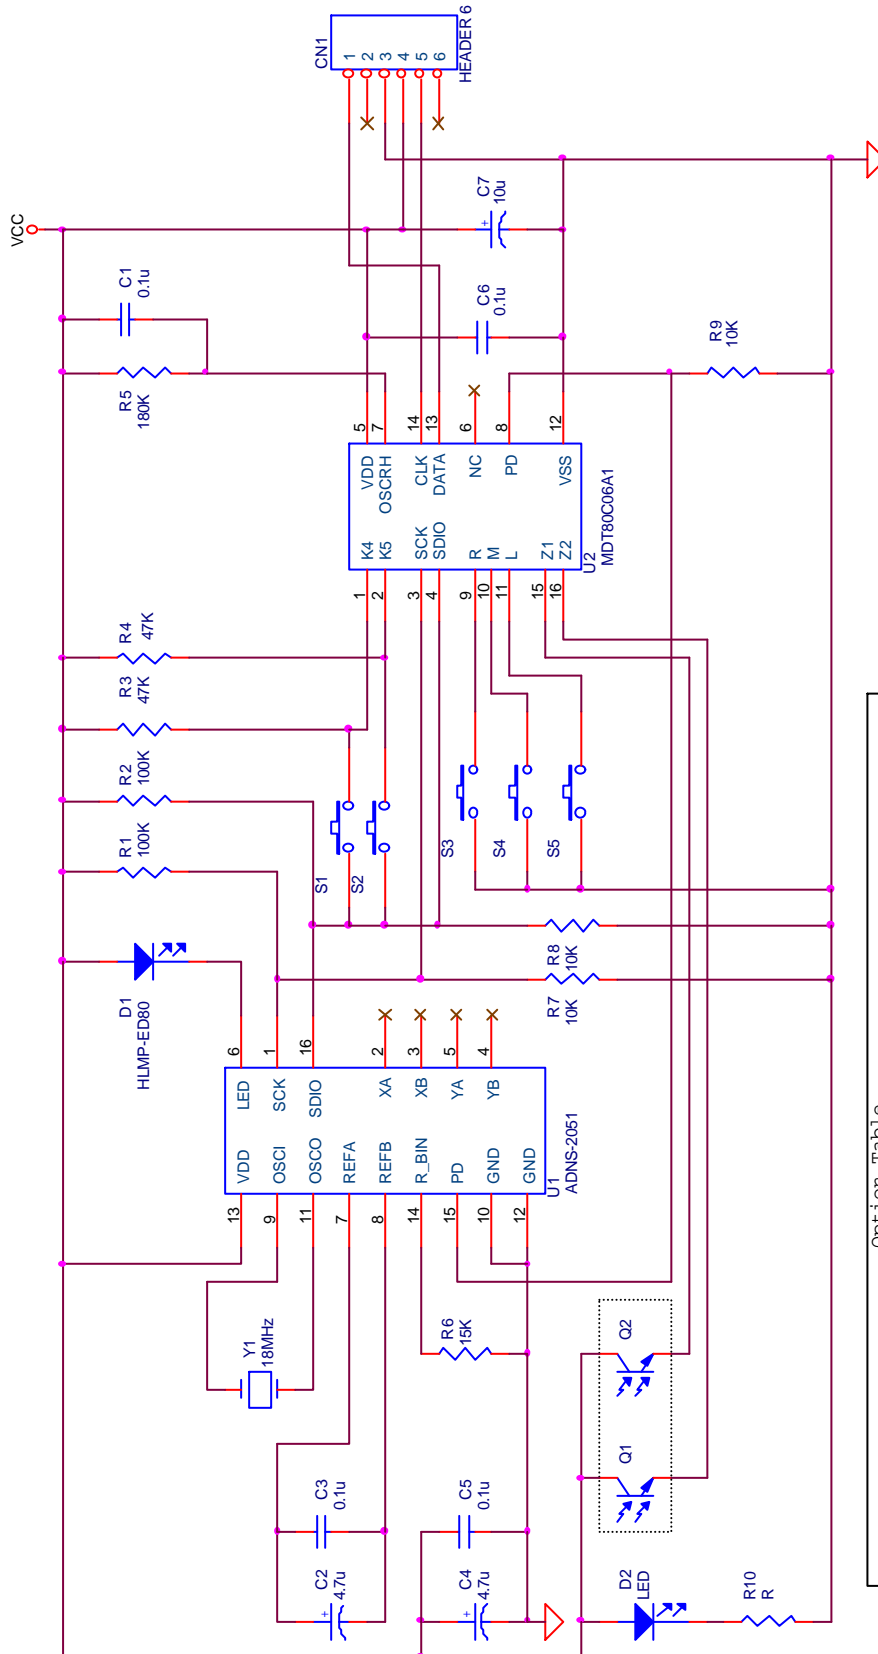 VCC
CN1
1
2
3
4
5
6
HEADER 6
C7
10u
C1
0.1u
C6
0.1u
R5
180K
R9
10K
5
7
14
13
6
8
12
VDD
OSCRH
CLK
DATA
NC
PD
VSS
K4
K5
SCK
SDIO
R
M
L
Z1
Z2
U2
MDT80C06A1
1
2
3
4
9
10
11
15
16
R4
47K
R3
47K
R2
100K
R1
100K
S1
S2
S3
S4
S5
D1
HLMP-ED80
R8
10K
R7
10K
6
1
16
2
3
5
4
LED
SCK
SDIO
XA
XB
YA
YB
VDD
OSCI
OSCO
REFA
REFB
R_BIN
PD
GND
GND
U1
ADNS-2051
13
9
11
7
8
14
15
10
12
Y1
18MHz
R6
15K
Q2
Q1
C3
0.1u
C5
0.1u
C2
4.7u
C4
4.7u
D2
LED
R10
R
Option Table